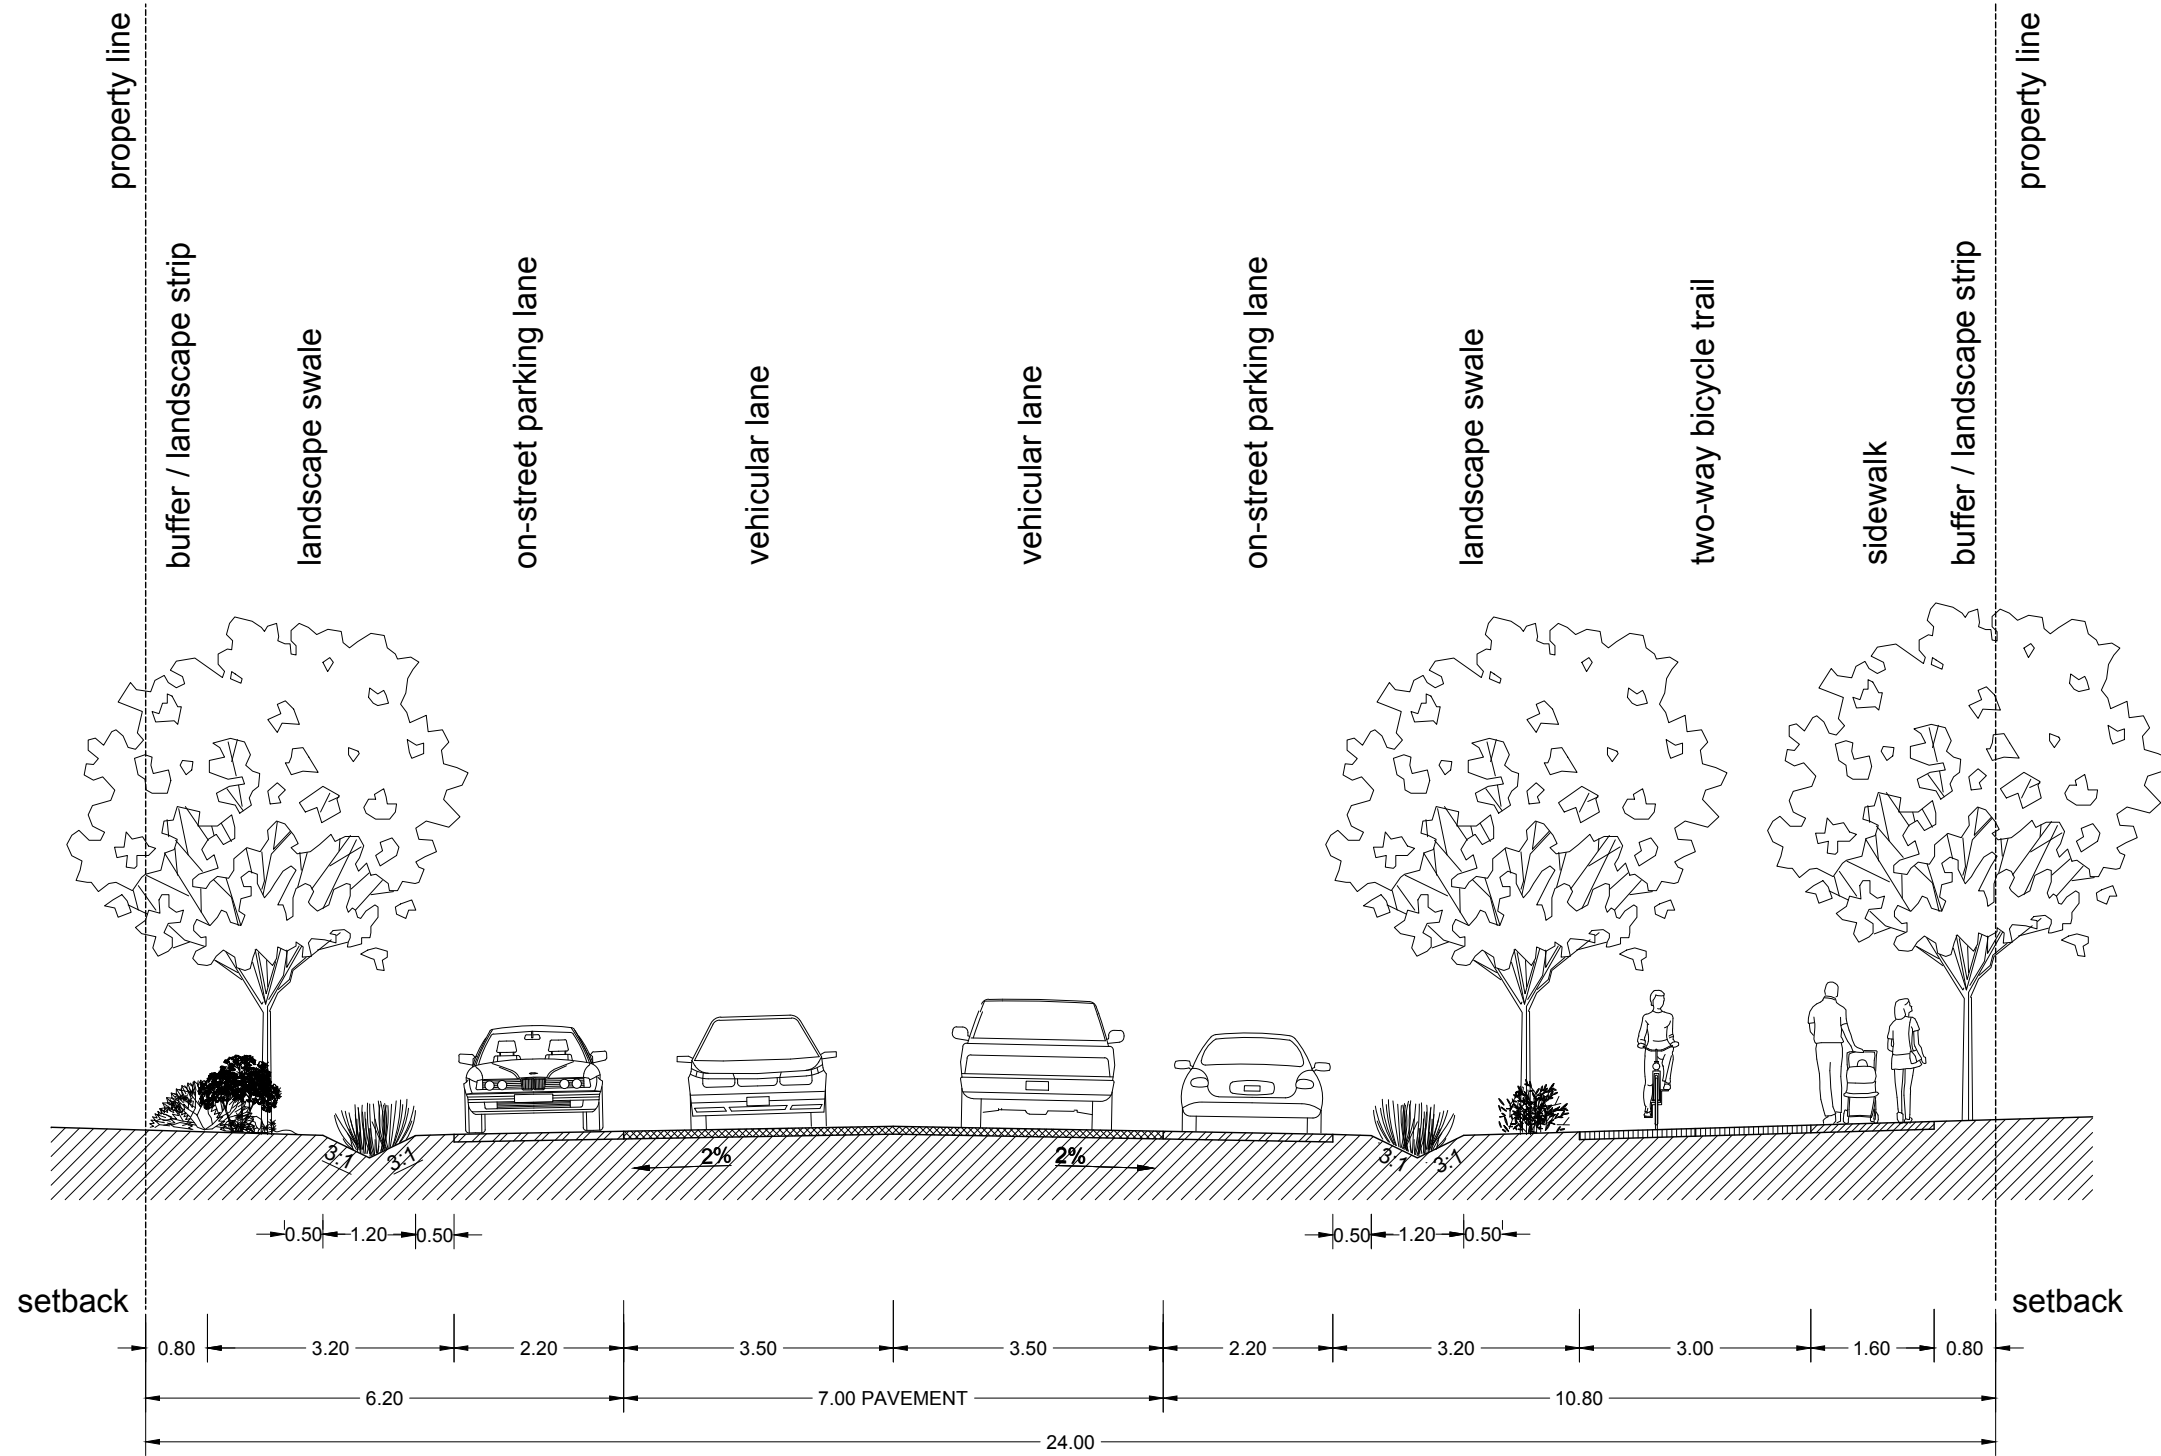 property line
buffer / landscape strip
landscape swale
on-street parking lane
vehicular lane
vehicular lane
on-street parking lane
landscape swale
two-way bicycle trail
sidewalk
buffer / landscape strip
property line
3:1
3:1
2%
2%
3:1
3:1
0.50
1.20
0.50
0.50
1.20
0.50
setback
setback
0.80
3.20
2.20
3.50
3.50
2.20
3.20
3.00
1.60
0.80
6.20
7.00 PAVEMENT
10.80
24.00